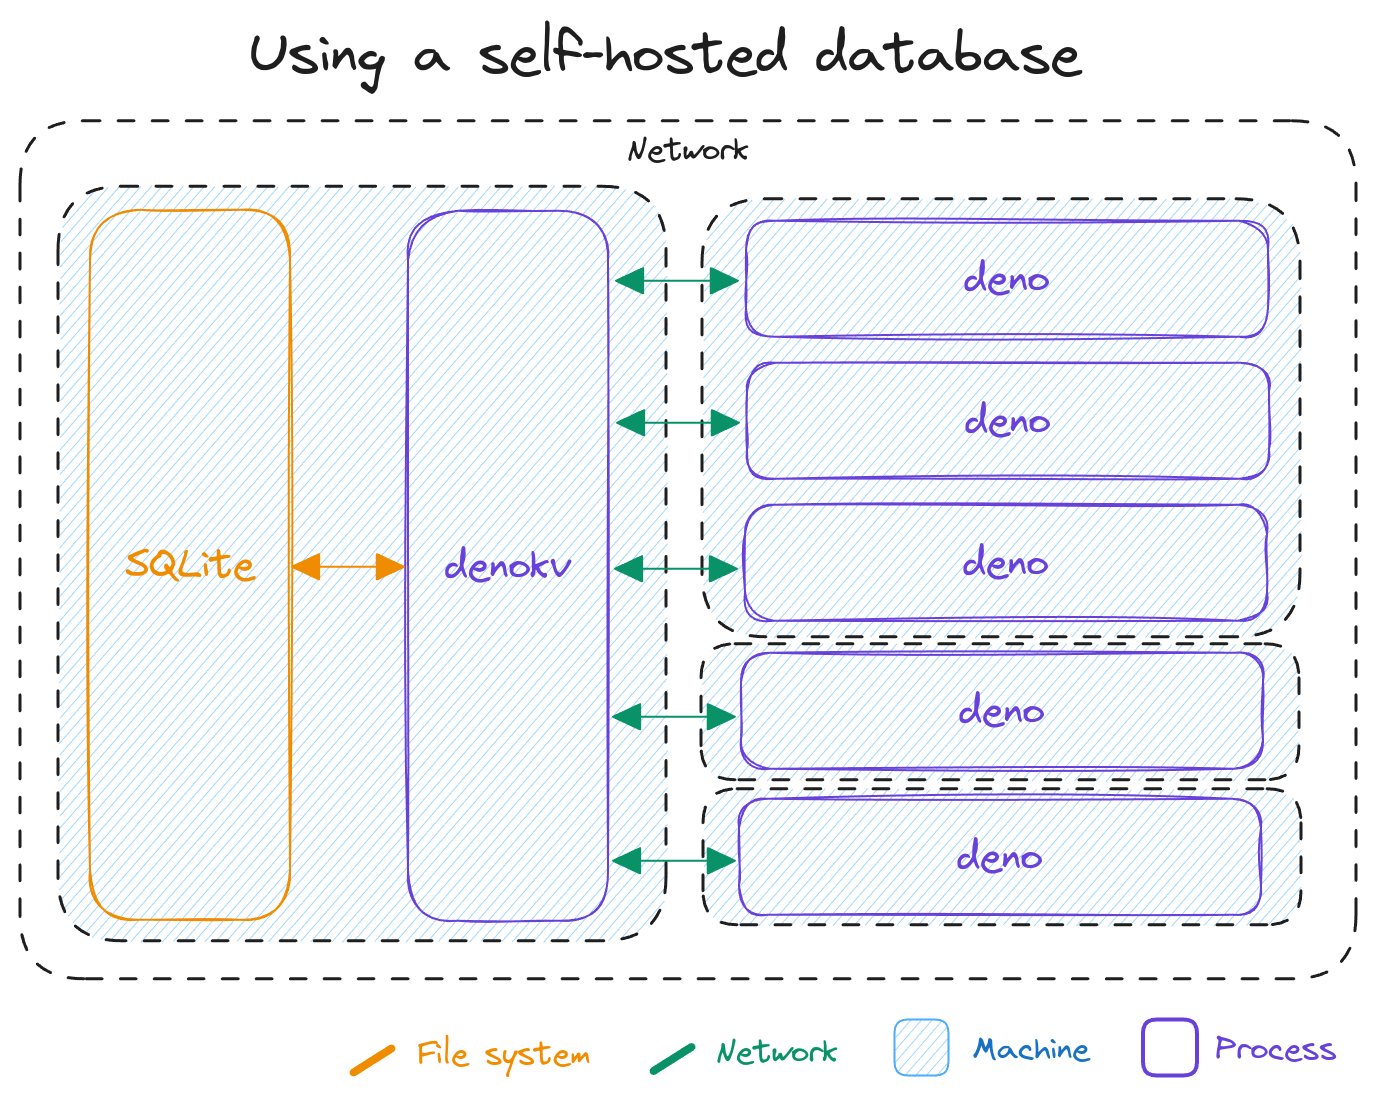 Using a self-hosted database
Network
deno
deno
deno
SQLite
denokv
deno
deno
File system
Network
Machine
Process